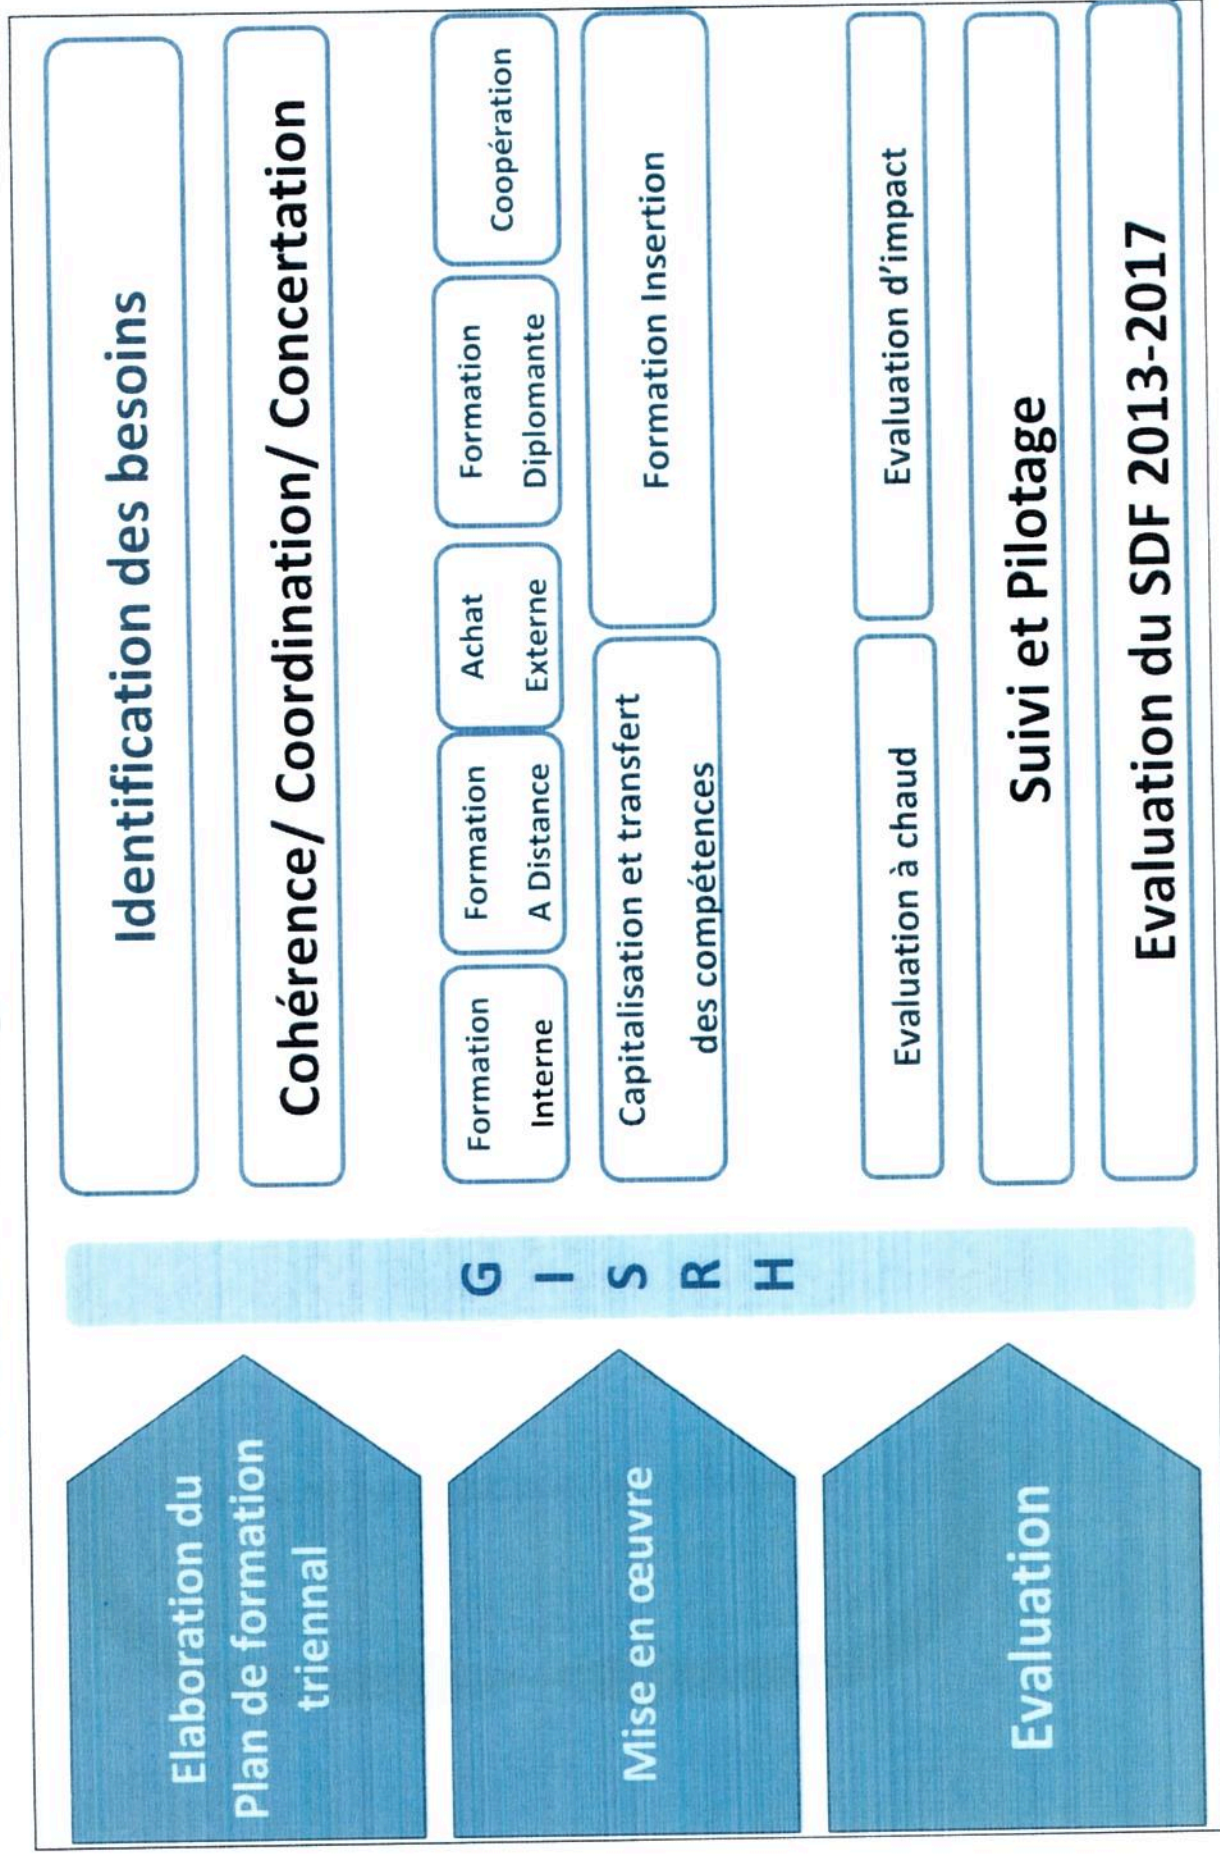 Elaboration du
Plan de formation
triennal
Identification des besoins
Cohérence/ Coordination/ Concertation
Mise en œuvre
G
I
S
R
H
Formation
Interne
Formation
A Distance
Achat
Externe
Formation
Diplomante
Coopération
Capitalisation et transfert
des compétences
Formation Insertion
Evaluation
Evaluation à chaud
Evaluation d'impact
Suivi et Pilotage
Evaluation du SDF 2013-2017